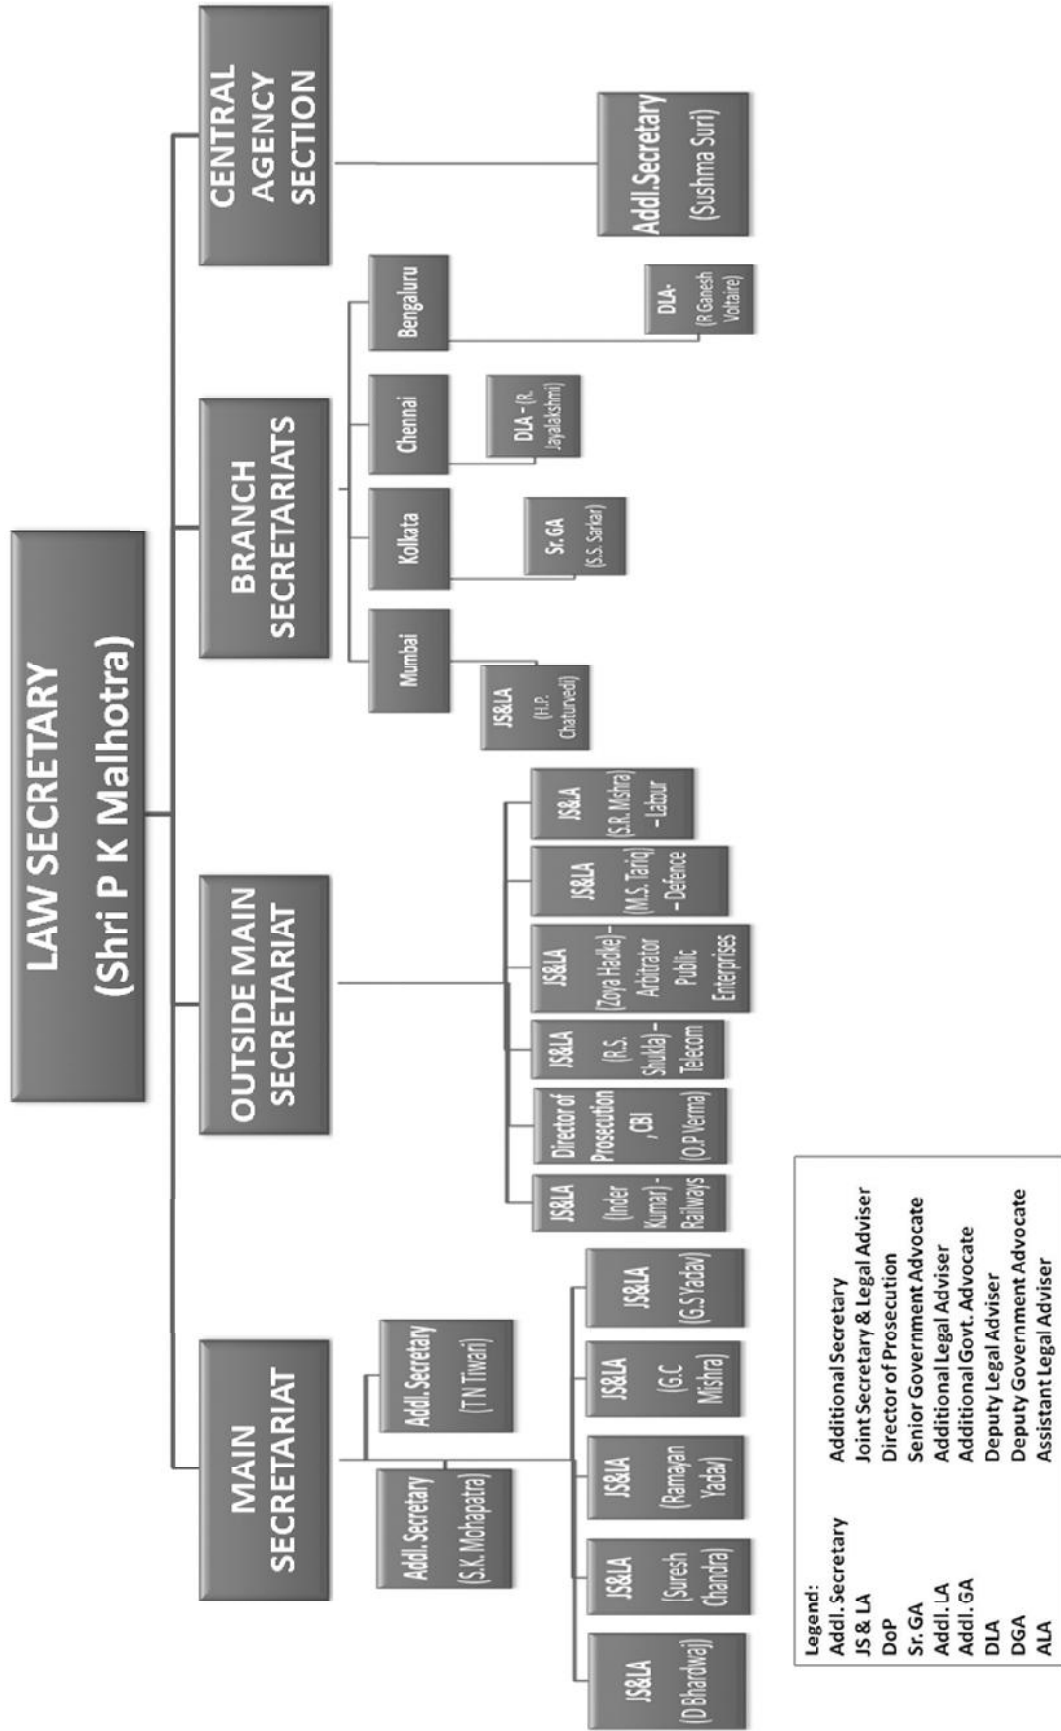 LAW SECRETARY
(Shri P K Malhotra)
MAIN
SECRETARIAT
OUTSIDE MAIN
SECRETARIAT
BRANCH
SECRETARIATS
CENTRAL
AGENCY
SECTION
Addl. Secretary
(S.K. Mohapatra)
Addl. Secretary
(T N Tiwari)
JS&LA
(D Bhardwaj)
JS&LA
(Suresh
Chandra)
JS&LA
(Ramayan
Yadav)
JS&LA
(G.C
Mishra)
JS&LA
(G.S Yadav)
JS&LA
(Inder
Kumar) -
Railways
Director of
Prosecution
, CBI
(O.P Verma)
JS&LA
(R.S.
Shukla) –
Telecom
JS&LA
(Zoya Hadke) –
Arbitrator
Public
Enterprises
JS&LA
(M.S. Tariq)
– Defence
JS&LA
(S.R. Mishra)
– Labour
Mumbai
Kolkata
Chennai
Bengaluru
JS&LA
(H.P.
Chaturvedi)
Sr. GA
(S.S. Sarkar)
DLA – (R.
Jayalakshmi)
DLA-
(R Ganesh
Voltaire)
Addl.Secretary
(Sushma Suri)
Legend:
Addl. Secretary Additional Secretary
JS & LA Joint Secretary & Legal Adviser
DoP Director of Prosecution
Sr. GA Senior Government Advocate
Addl. LA Additional Legal Adviser
Addl. GA Additional Govt. Advocate
DLA Deputy Legal Adviser
DGA Deputy Government Advocate
ALA Assistant Legal Adviser